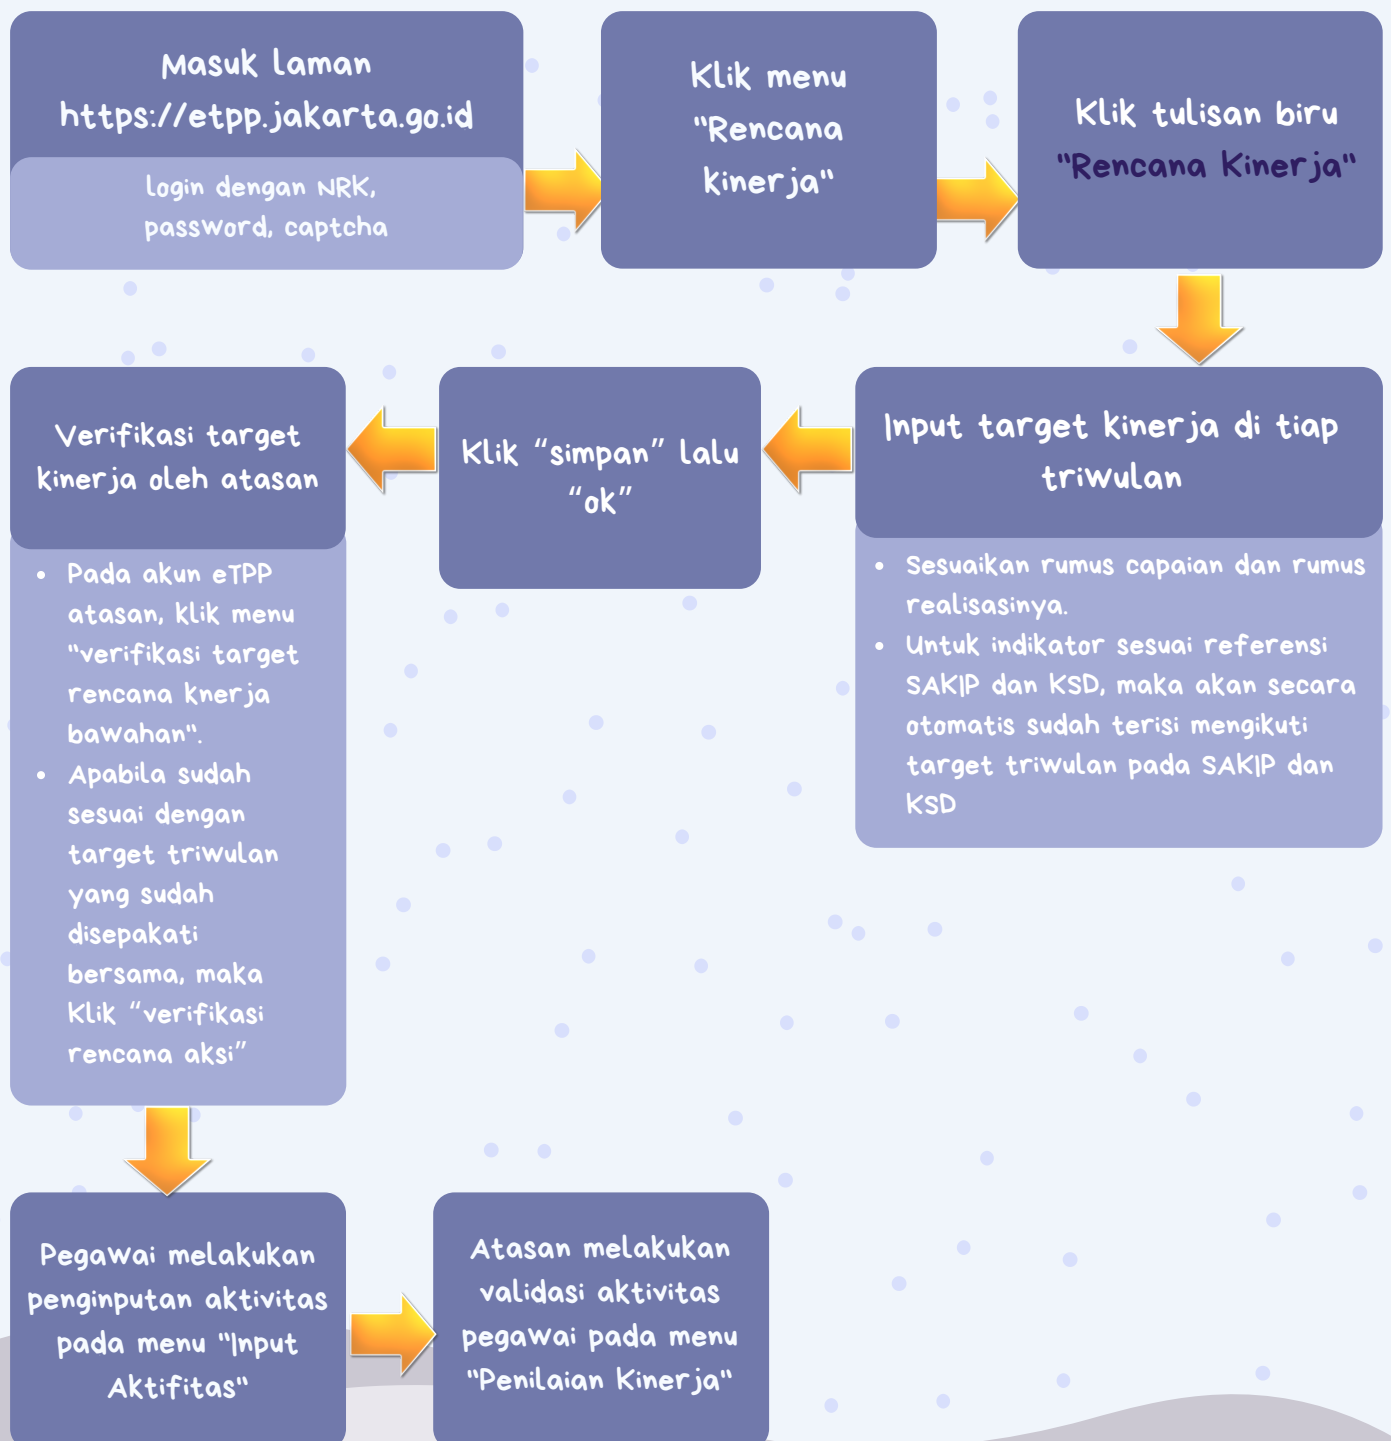 Masuk laman
https://etpp.jakarta.go.id
login dengan NRK,
password, captcha
Klik menu
"Rencana
kinerja"
Klik tulisan biru
"Rencana Kinerja"
Input target kinerja di tiap
triwulan
• Sesuaikan rumus capaian dan rumus
realisasinya.
• Untuk indikator sesuai referensi
SAKIP dan KSD, maka akan secara
otomatis sudah terisi mengikuti
target triwulan pada SAKIP dan
KSD
Klik “simpan” lalu
“ok”
Verifikasi target
kinerja oleh atasan
• Pada akun eTPP
atasan, klik menu
"verifikasi target
rencana knerja
bawahan".
• Apabila sudah
sesuai dengan
target triwulan
yang sudah
disepakati
bersama, maka
Klik “verifikasi
rencana aksi”
Pegawai melakukan
penginputan aktivitas
pada menu "Input
Aktifitas"
Atasan melakukan
validasi aktivitas
pegawai pada menu
"Penilaian Kinerja"